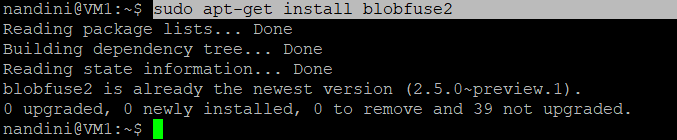 nandini@VM1:~$ sudo apt-get install blobfuse2
Reading package lists... Done
Building dependency tree... Done
Reading state information... Done
blobfuse2 is already the newest version (2.5.0~preview.1).
0 upgraded, 0 newly installed, 0 to remove and 39 not upgraded.
nandini@VM1:~$